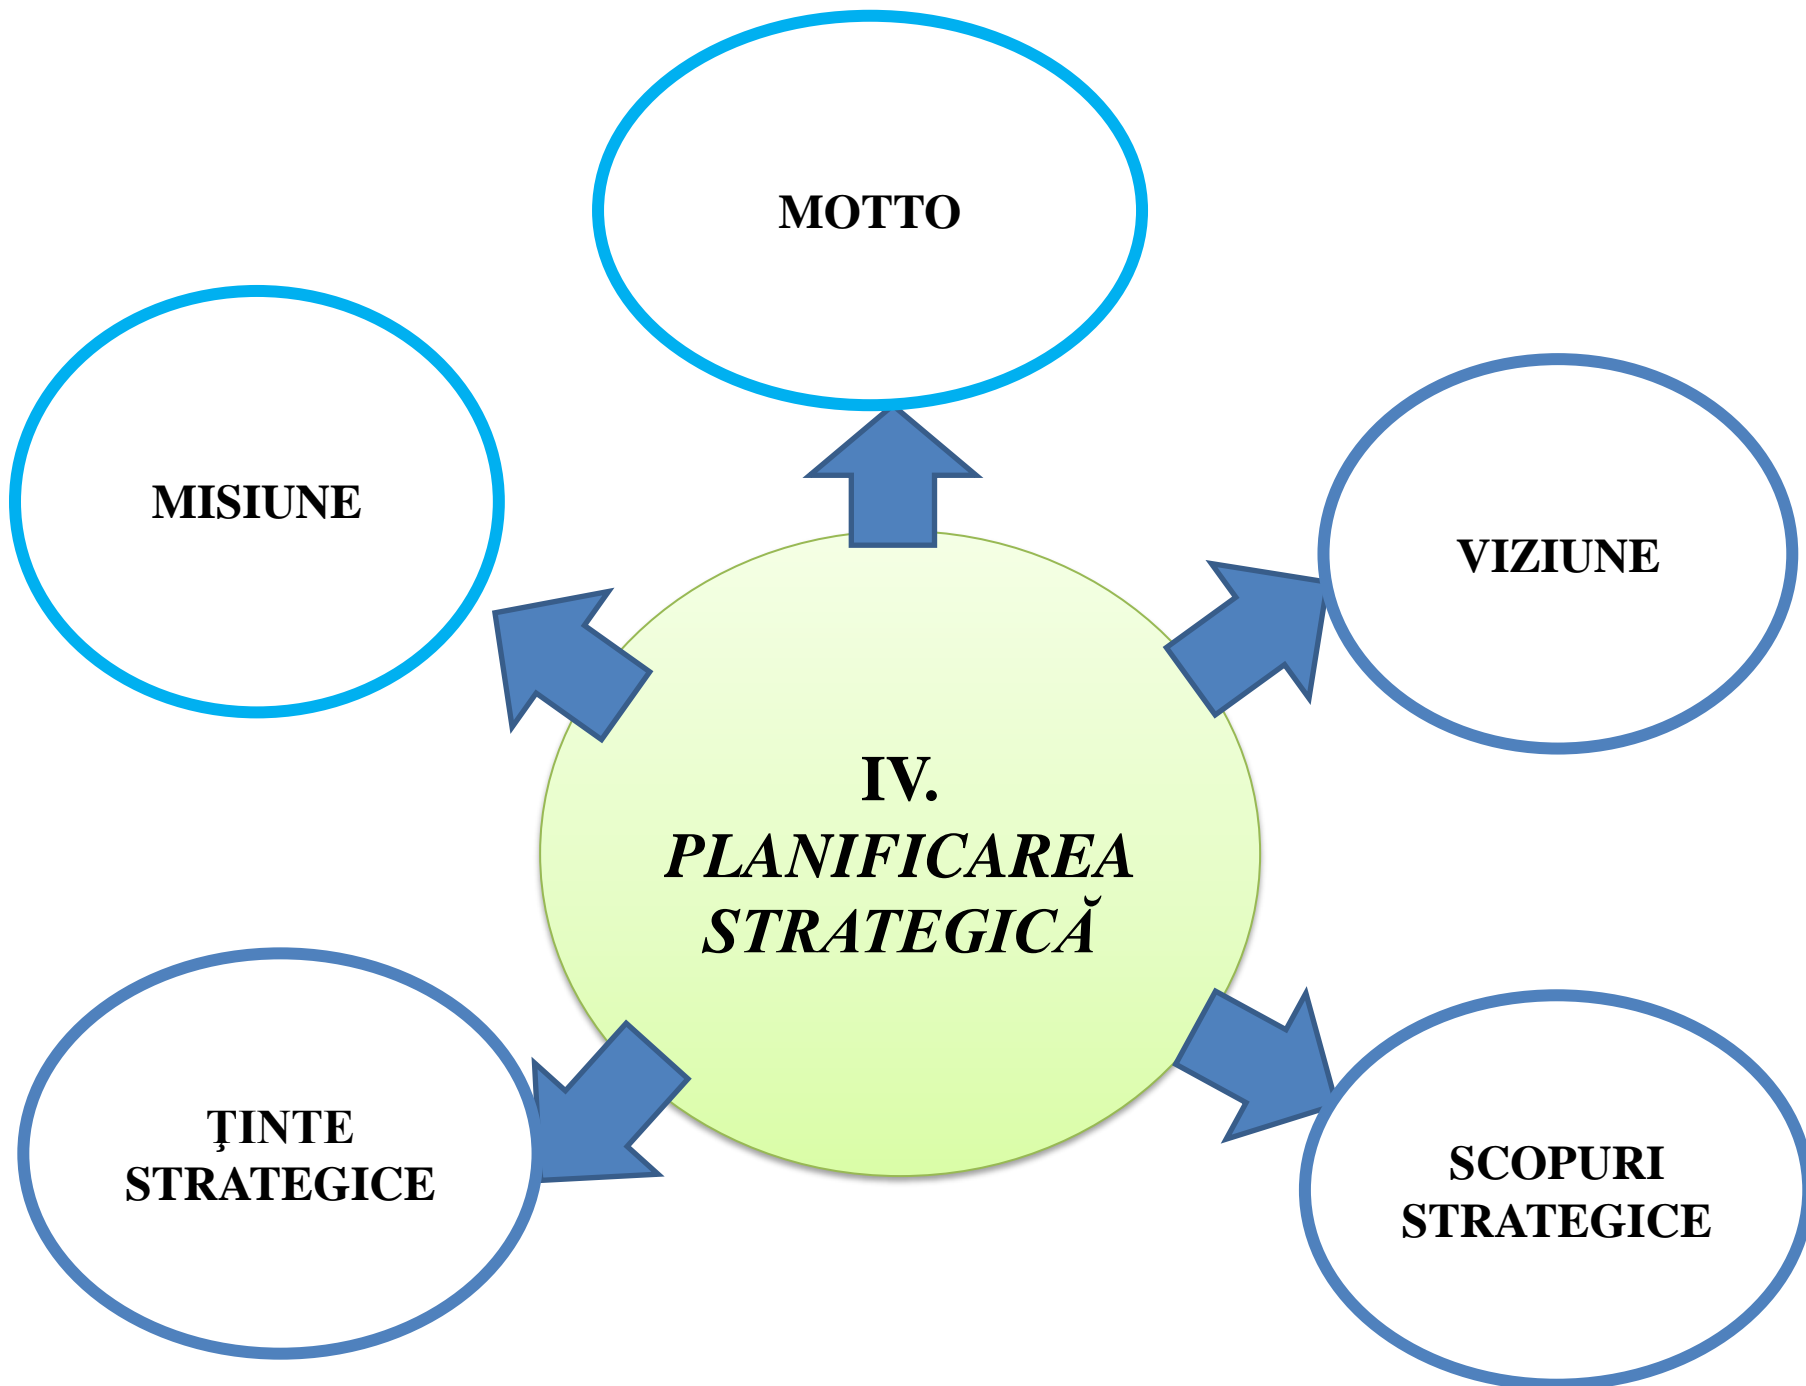 MOTTO
MISIUNE
VIZIUNE
IV.
PLANIFICAREA
STRATEGICĂ
ŢINTE
STRATEGICE
SCOPURI
STRATEGICE